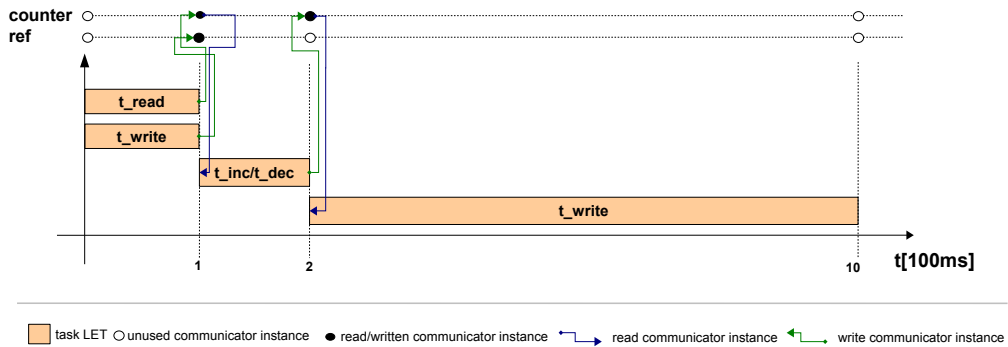 counter
ref
t_read
t_write
t_inc/t_dec
t_write
1
2
10
t[100ms]
task LET
unused communicator instance
read/written communicator instance
read communicator instance
write communicator instance